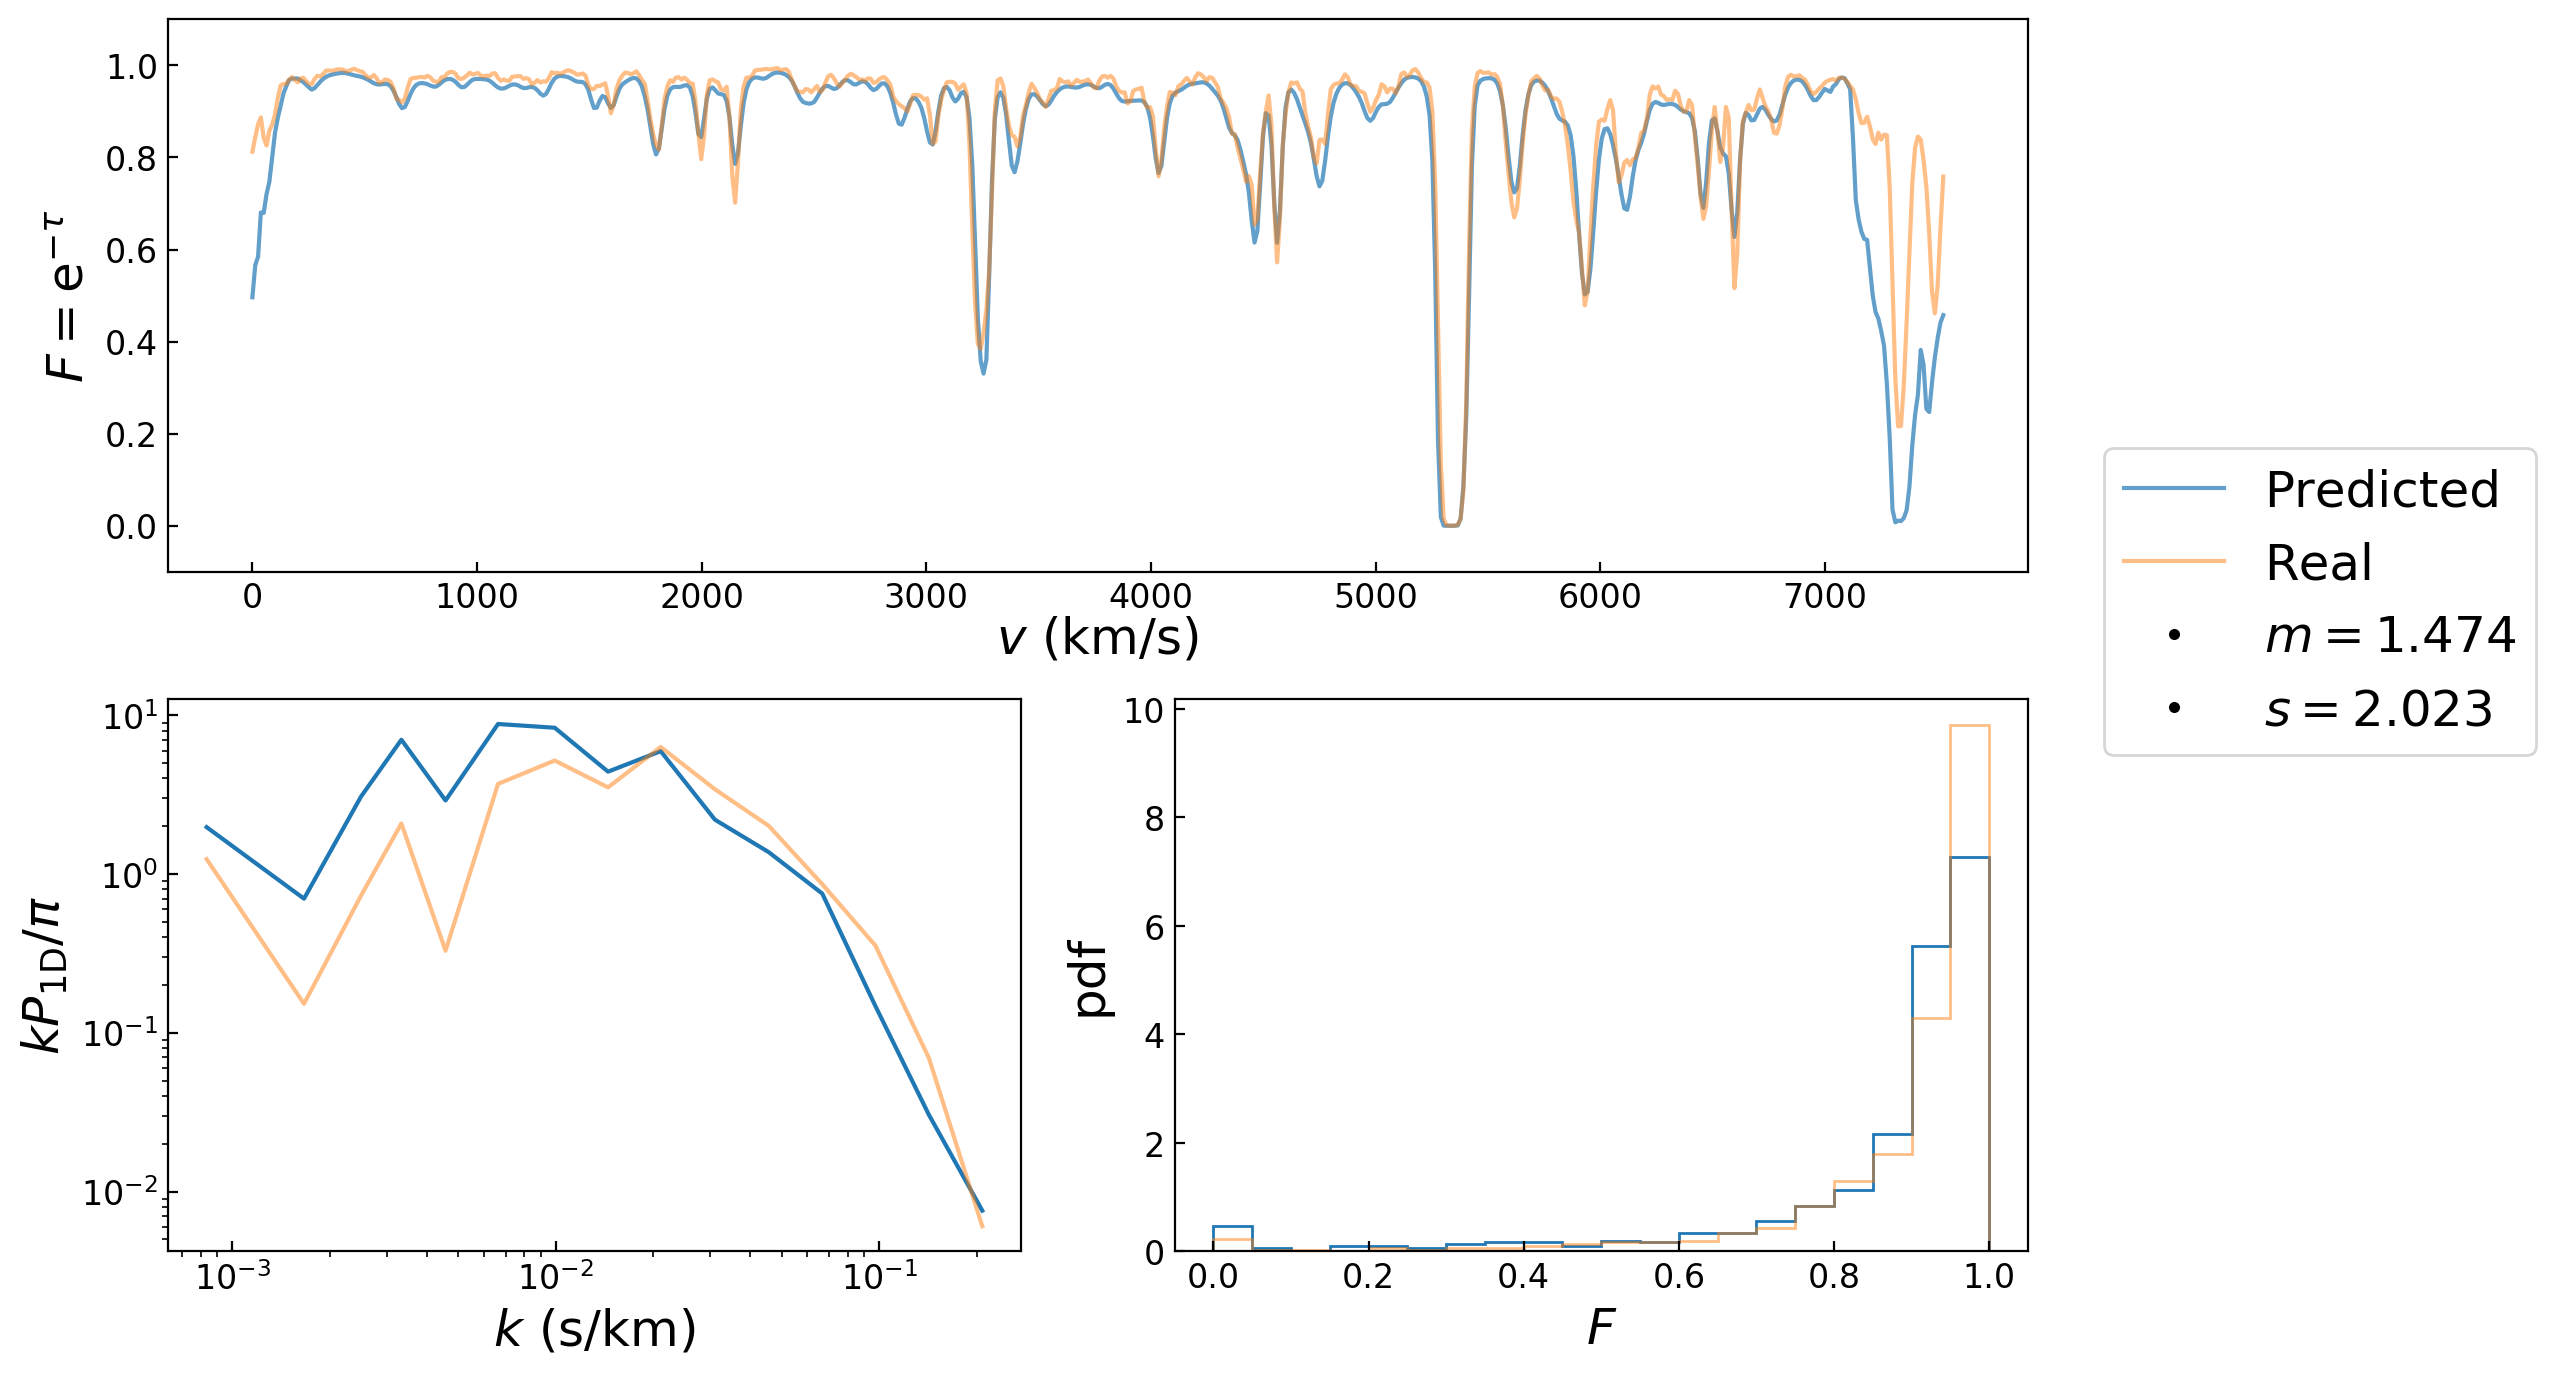 1.0
0.8
0.6
0.4
0.2
0.0
F = e^{−τ}
0 1000 2000 3000 4000 5000 6000 7000
v (km/s)
Predicted
Real
m = 1.474
s = 2.023
10^1
10^0
10^{−1}
10^{−2}
kP_{1D}/π
10^{−3} 10^{−2} 10^{−1}
k (s/km)
10
8
6
4
2
0
pdf
0.0 0.2 0.4 0.6 0.8 1.0
F